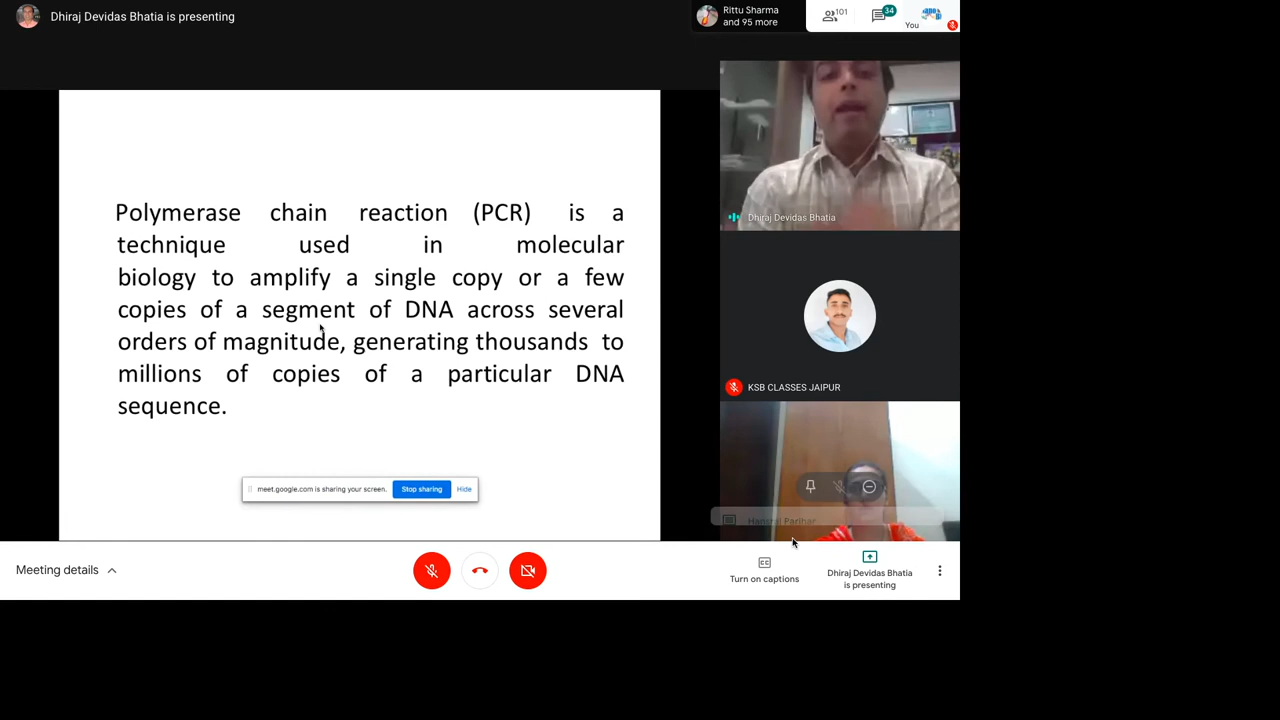 Dhiraj Devidas Bhatia is presenting
Rittu Sharma
and 95 more
101
34
You
Dhiraj Devidas Bhatia
Polymerase chain reaction (PCR) is a
technique used in molecular
biology to amplify a single copy or a few
copies of a segment of DNA across several
orders of magnitude, generating thousands to
millions of copies of a particular DNA
sequence.
KSB CLASSES JAIPUR
meet.google.com is sharing your screen.
Stop sharing
Hide
Hansraj Parihar
Meeting details
CC
Turn on captions
Dhiraj Devidas Bhatia
is presenting